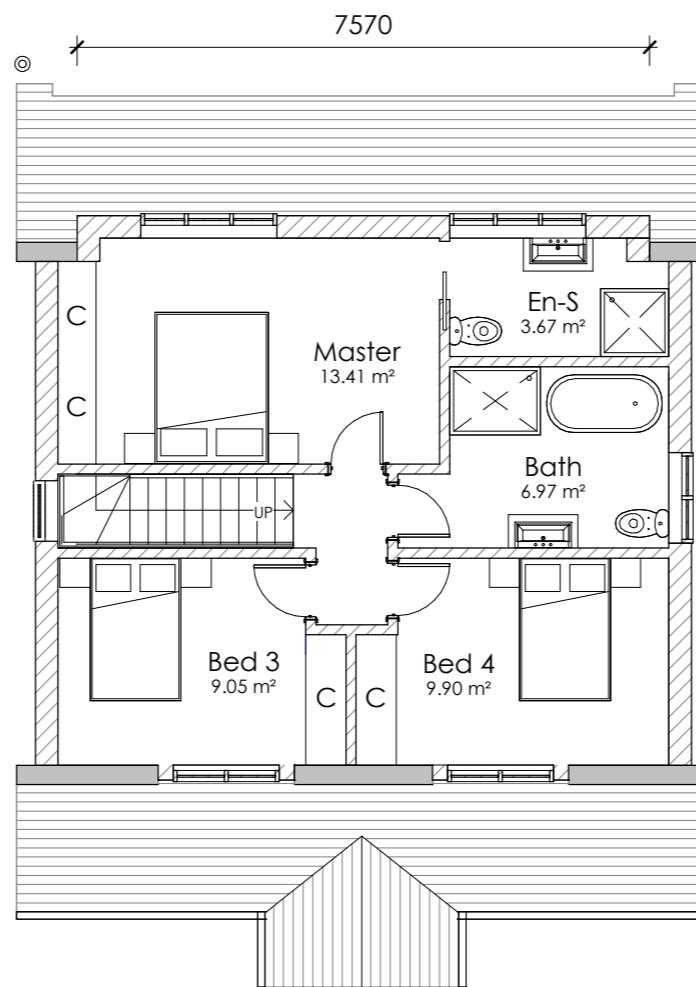 7570
C
C
Master
13.41 m²
En-S
3.67 m²
Bath
6.97 m²
UP
Bed 3
9.05 m²
C
C
Bed 4
9.90 m²